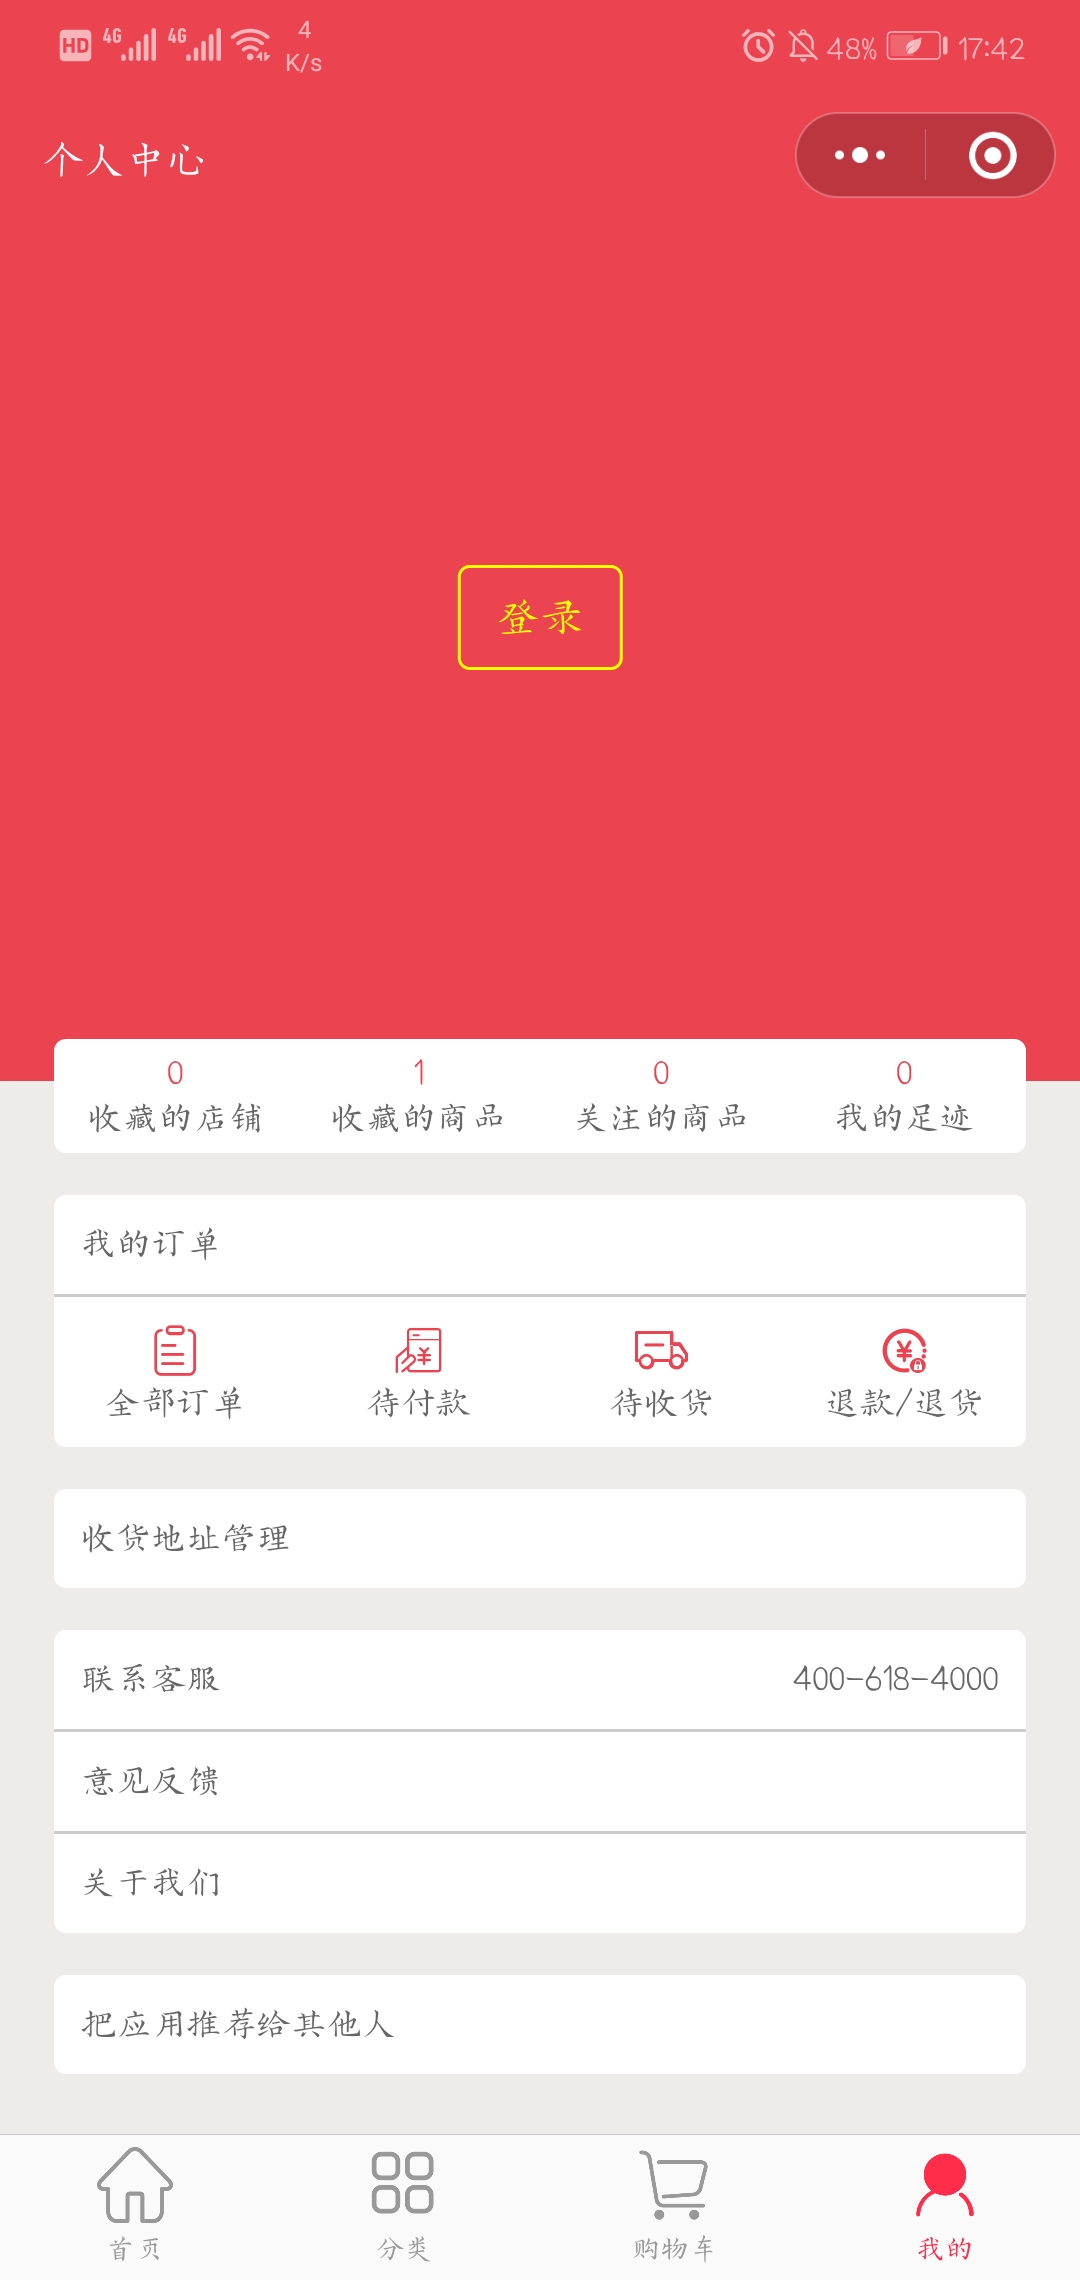 HD 4G 4G 4 K/s 48% 17:42
个人中心
登录
0 1 0 0
收藏的店铺 收藏的商品 关注的商品 我的足迹
我的订单
全部订单 待付款 待收货 退款/退货
收货地址管理
联系客服 400-618-4000
意见反馈
关于我们
把应用推荐给其他人
首页 分类 购物车 我的